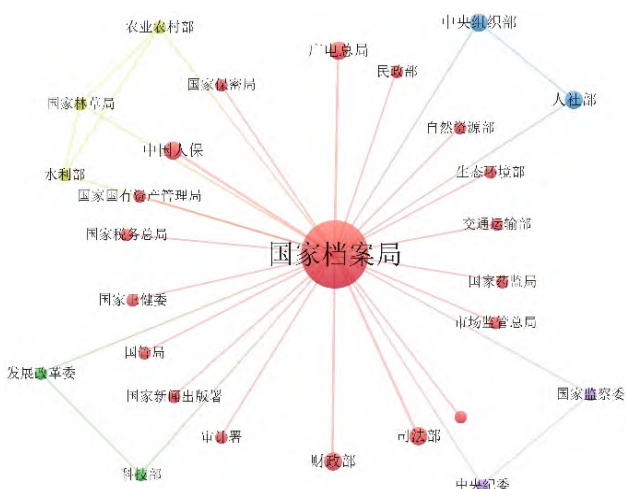 农业农村部
中央组织部
广电总局
民政部
国家保密局
国家林草局
人社部
自然资源部
中国人保
水利部
生态环境部
国家国有资产管理局
国家税务总局
交通运输部
国家档案局
国家药监局
国家卫健委
市场监管总局
国管局
发展改革委
国家新闻出版署
国家监察委
审计署
司法部
财政部
科技部
中央纪委